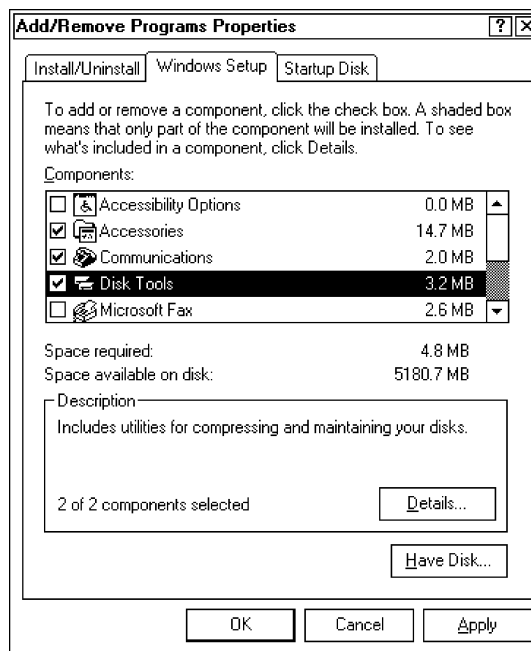 Add/Remove Programs Properties
Install/Uninstall Windows Setup Startup Disk
To add or remove a component, click the check box. A shaded box
means that only part of the component will be installed. To see
what's included in a component, click Details.
Components:
Accessibility Options 0.0 MB
Accessories 14.7 MB
Communications 2.0 MB
Disk Tools 3.2 MB
Microsoft Fax 2.6 MB
Space required: 4.8 MB
Space available on disk: 5180.7 MB
Description
Includes utilities for compressing and maintaining your disks.
2 of 2 components selected Details...
Have Disk...
OK Cancel Apply